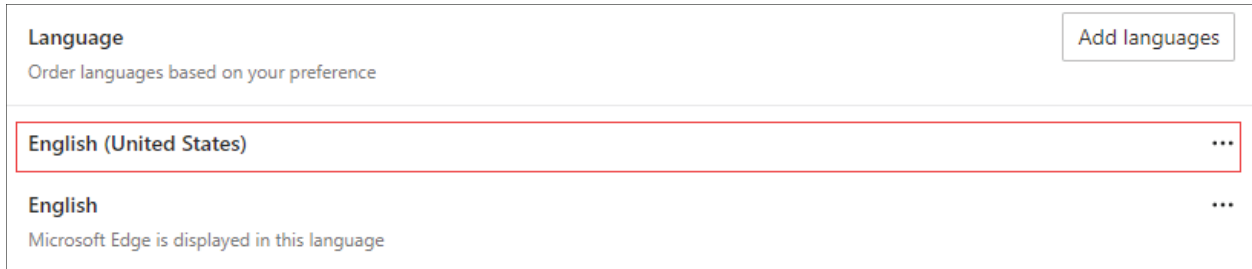 Language
Add languages
Order languages based on your preference
English (United States)
English
Microsoft Edge is displayed in this language